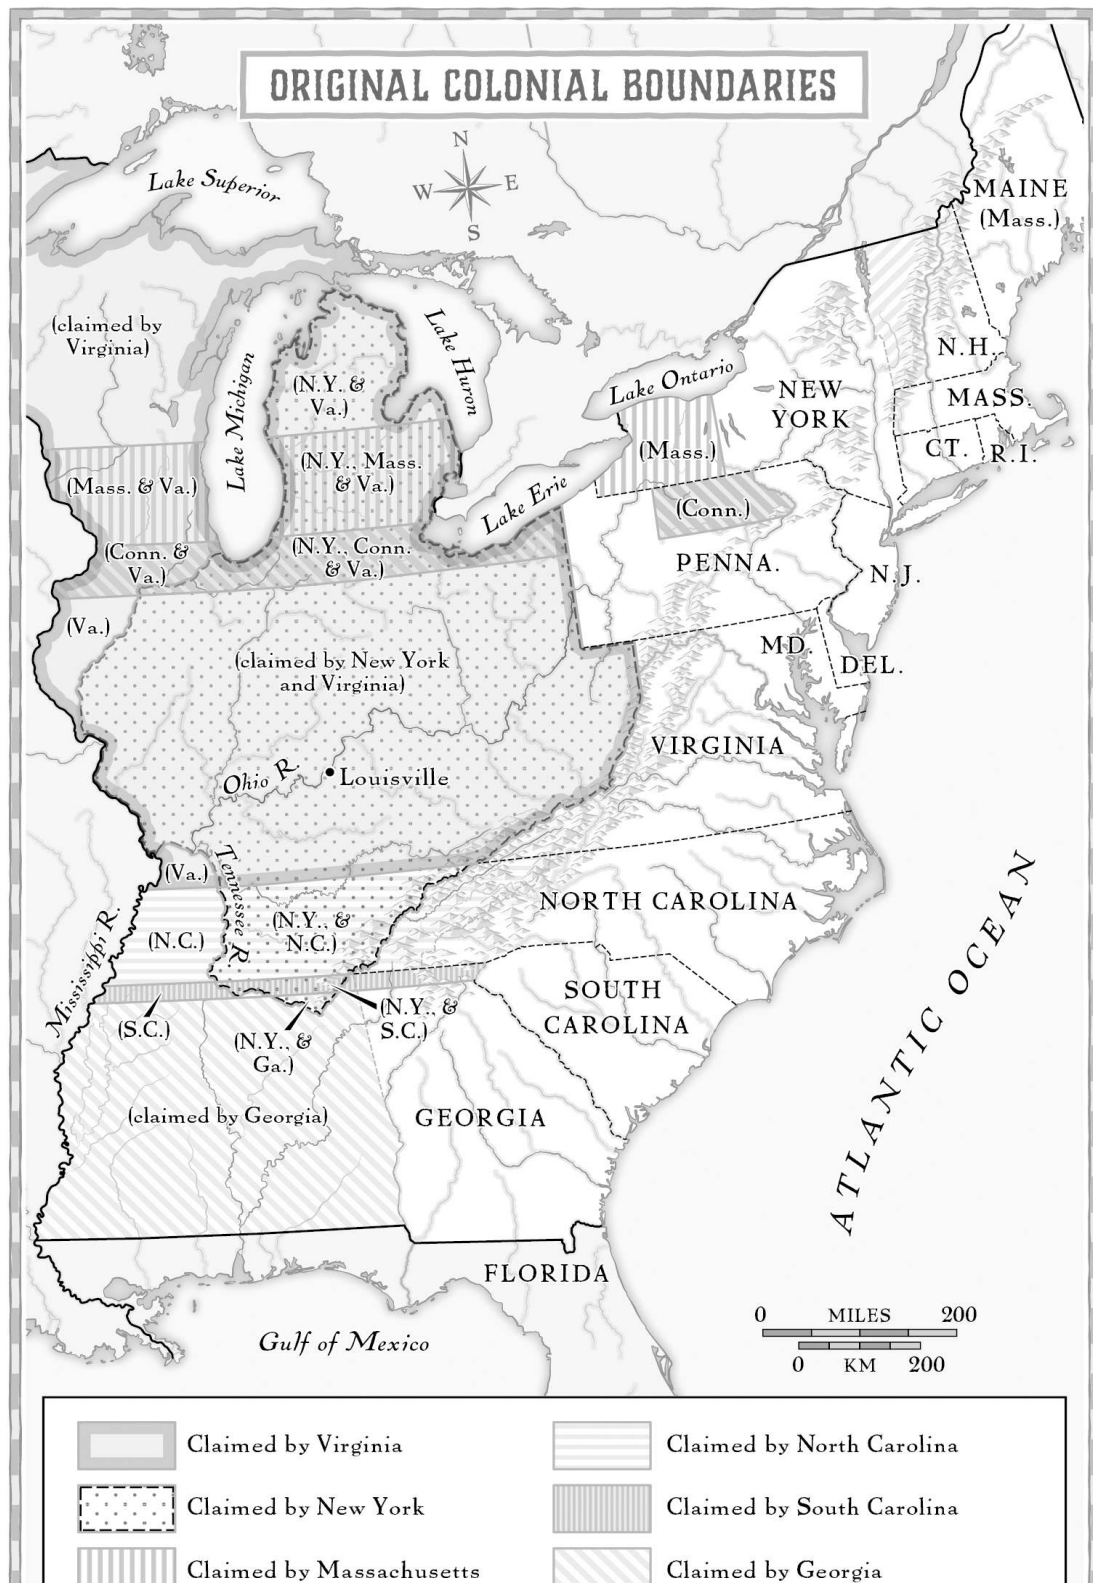 ORIGINAL COLONIAL BOUNDARIES
N
W
E
S
Lake Superior
MAINE
(Mass.)
(claimed by
Virginia)
Lake Michigan
Lake Huron
(N.Y. &
Va.)
Lake Ontario
NEW
YORK
N.H.
MASS.
CT.
R.I.
(Mass. & Va.)
(N.Y., Mass.
& Va.)
Lake Erie
(Mass.)
(Conn.)
(Conn. &
Va.)
(N.Y., Conn.
& Va.)
PENNA.
N.J.
(Va.)
(claimed by New York
and Virginia)
MD.
DEL.
VIRGINIA
Ohio R.
Louisville
(Va.)
Tennessee R.
Mississippi R.
(N.C.)
(N.Y., &
N.C.)
NORTH CAROLINA
ATLANTIC OCEAN
(S.C.)
(N.Y., &
Ga.)
(N.Y., &
S.C.)
SOUTH
CAROLINA
(claimed by Georgia)
GEORGIA
FLORIDA
Gulf of Mexico
0 MILES 200
0 KM 200
Claimed by Virginia
Claimed by North Carolina
Claimed by New York
Claimed by South Carolina
Claimed by Massachusetts
Claimed by Georgia